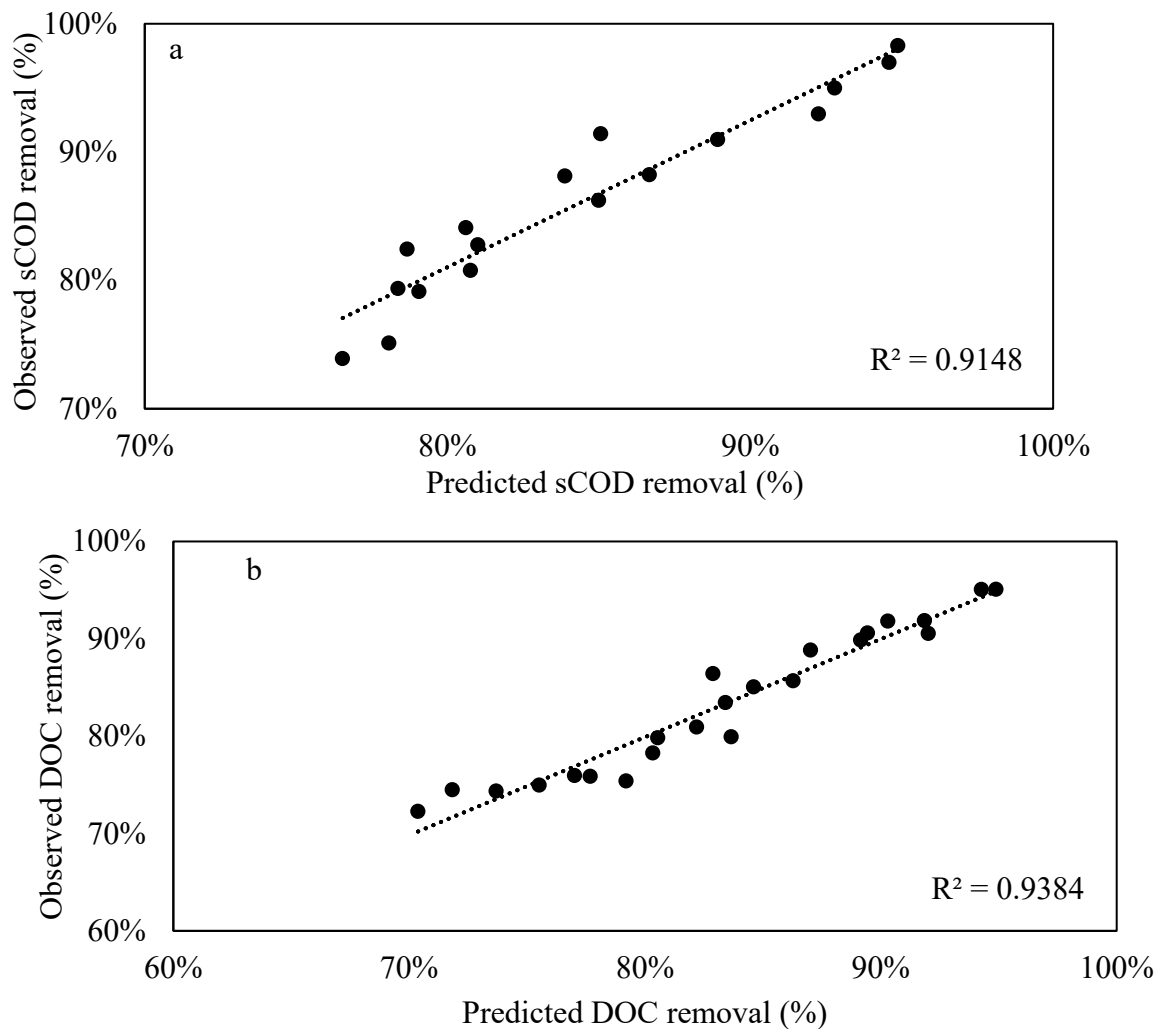 100%
a
90%
80%
70%
Observed sCOD removal (%)
R² = 0.9148
70%
80%
90%
100%
Predicted sCOD removal (%)
100%
b
90%
80%
70%
60%
Observed DOC removal (%)
R² = 0.9384
60%
70%
80%
90%
100%
Predicted DOC removal (%)